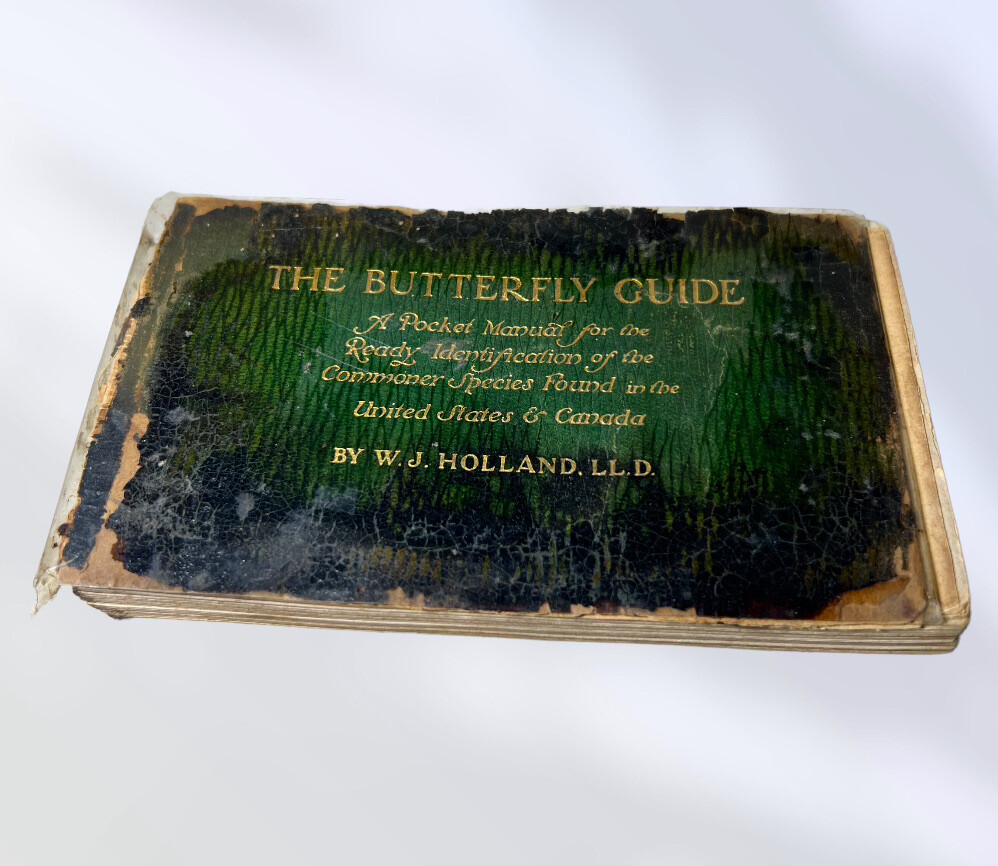 THE BUTTERFLY GUIDE
A Pocket Manual for the
Ready Identification of the
Commoner Species Found in the
United States & Canada
BY W. J. HOLLAND, LL.D.